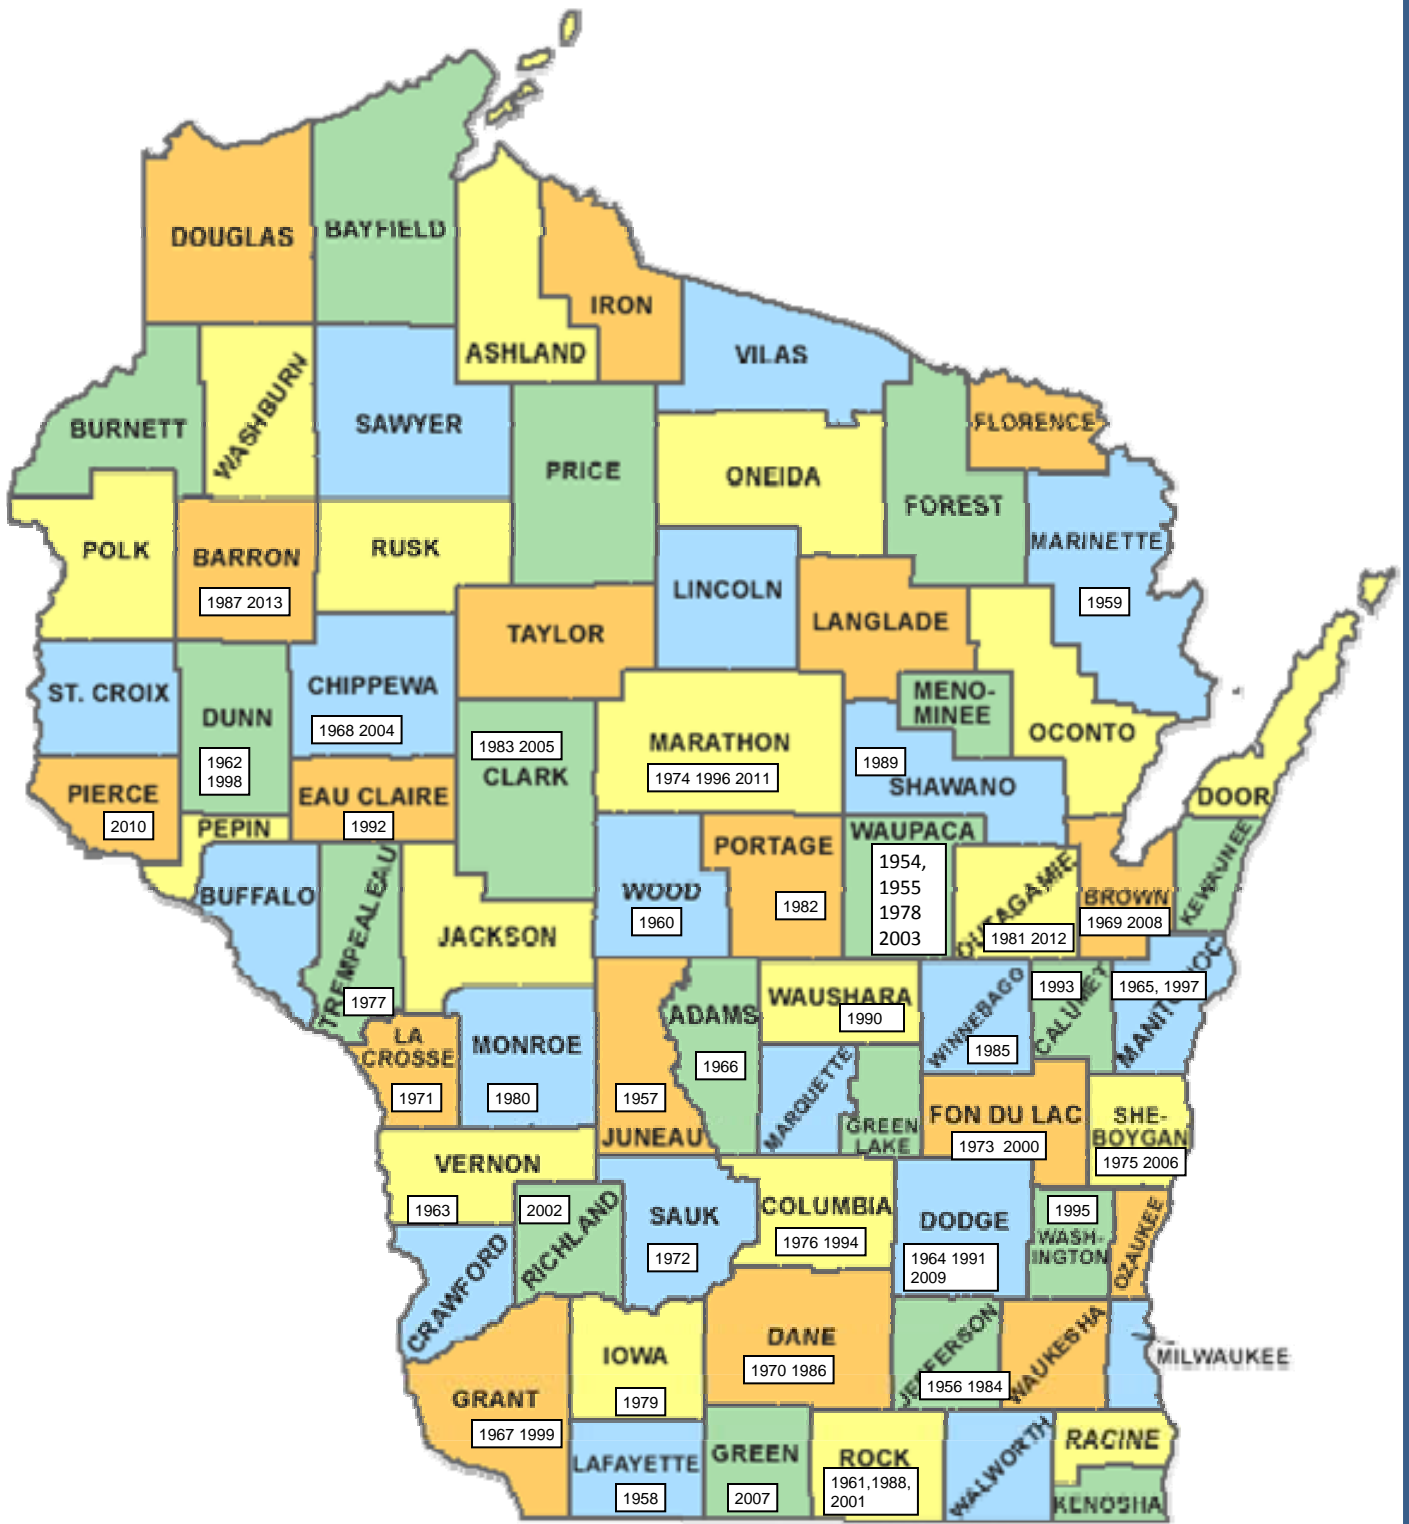 DOUGLAS
BAYFIELD
IRON
ASHLAND
VILAS
BURNETT
WASHBURN
SAWYER
PRICE
ONEIDA
FLORENCE
FOREST
POLK
BARRON
1987 2013
RUSK
LINCOLN
MARINETTE
1959
TAYLOR
LANGLADE
ST. CROIX
DUNN
1962
1998
CHIPPEWA
1968 2004
1983 2005
CLARK
MARATHON
1974 1996 2011
MENO-
MINEE
OCONTO
1989
SHAWANO
DOOR
PIERCE
2010
PEPIN
EAU CLAIRE
1992
BUFFALO
TREMPEALEAU
1977
JACKSON
WOOD
1960
PORTAGE
1982
WAUPACA
1954,
1955
1978
2003
OUTAGAMIE
1981 2012
BROWN
1969 2008
KEWAUNEE
LA
CROSSE
1971
MONROE
1980
1957
JUNEAU
ADAMS
1966
WAUSHARA
1990
WINNEBAGO
1985
1993
CALUMET
1965, 1997
MANIT OC
MARQUETTE
GREEN
LAKE
FON DU LAC
1973 2000
SHE-
BOYGAN
1975 2006
VERNON
1963
2002
RICHLAND
SAUK
1972
COLUMBIA
1976 1994
DODGE
1964 1991
2009
1995
WASH-
INGTON
OZAUKEE
CRAWFORD
GRANT
1967 1999
IOWA
1979
DANE
1970 1986
JEFFERSON
1956 1984
WAUKESHA
MILWAUKEE
LAFAYETTE
1958
GREEN
2007
ROCK
1961,1988,
2001
WALWORTH
RACINE
KENOSHA